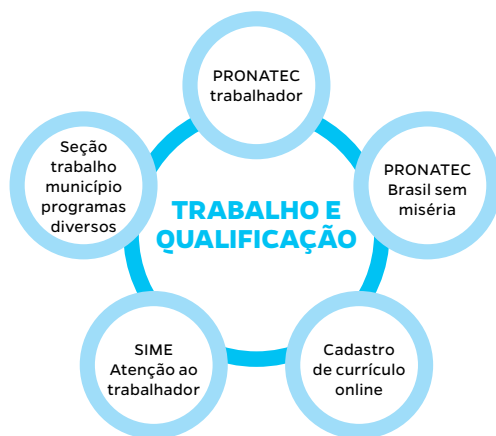 PRONATEC
trabalhador
Seção
trabalho
município
programas
diversos
PRONATEC
Brasil sem
miséria
TRABALHO E
QUALIFICAÇÃO
SIME
Atenção ao
trabalhador
Cadastro
de currículo
online